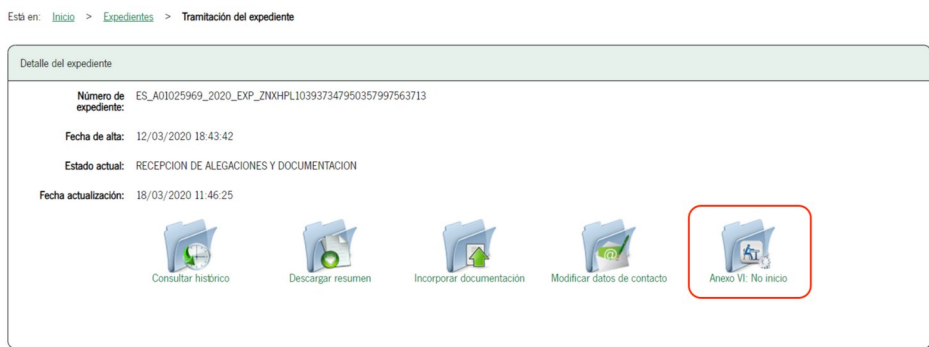 Está en: Inicio > Expedientes > Tramitación del expediente
Detalle del expediente
Número de expediente: ES_A01025969_2020_EXP_ZNXHPL103937347950357997563713
Fecha de alta: 12/03/2020 18:43:42
Estado actual: RECEPCION DE ALEGACIONES Y DOCUMENTACION
Fecha actualización: 18/03/2020 11:46:25
Consultar histórico Descargar resumen Incorporar documentación Modificar datos de contacto Anexo VI: No inicio